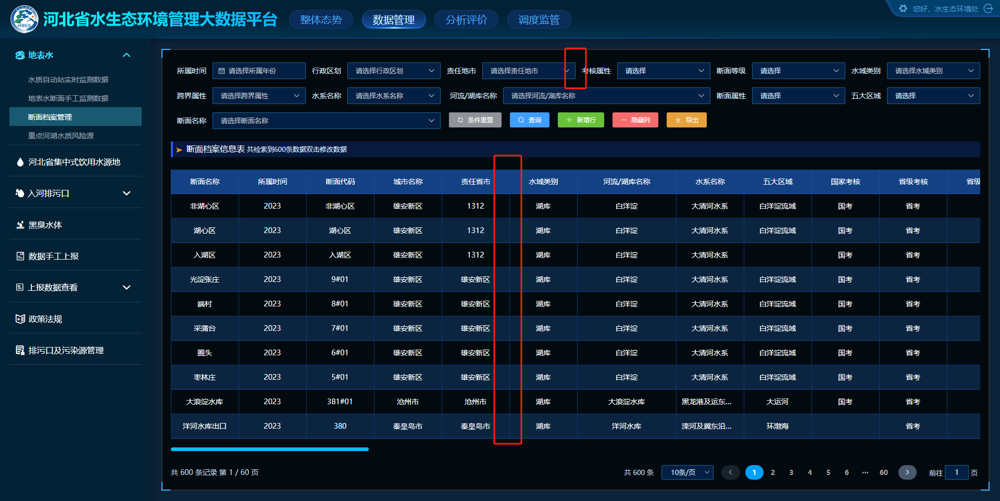 HBEE
河北省水生态环境管理大数据平台 整体态势 数据管理 分析评价 调度监管 您好，水生态环境处
地表水
水质自动站实时监测数据
地表水断面手工监测数据
断面档案管理
重点河湖水质风险源
河北省集中式饮用水源地
入河排污口
黑臭水体
数据手工上报
上报数据查看
政策法规
排污口及污染源管理
所属时间 请选择所属年份 行政区划 请选择行政区划 责任地市 请选择责任地市 考核属性 请选择 断面等级 请选择 水域类别 请选择水域类别
跨界属性 请选择跨界属性 水系名称 请选择水系名称 河流/湖库名称 请选择河流/湖库名称 断面属性 请选择 五大区域 请选择
断面名称 请选择断面名称 条件重置 查询 新增行 隐藏列 导出
断面档案信息表 共检索到600条数据双击修改数据
断面名称 所属时间 断面代码 城市名称 责任省市 水域类别 河流/湖库名称 水系名称 五大区域 国家考核 省级考核 省级
非湖心区 2023 非湖心区 雄安新区 1312 湖库 白洋淀 大清河水系 白洋淀流域 国考 省考
湖心区 2023 湖心区 雄安新区 1312 湖库 白洋淀 大清河水系 白洋淀流域 国考 省考
入湖区 2023 入湖区 雄安新区 1312 湖库 白洋淀 大清河水系 国考 省考
光淀张庄 2023 9#01 雄安新区 雄安新区 湖库 白洋淀 大清河水系 白洋淀流域 国考 省考
端村 2023 8#01 雄安新区 雄安新区 湖库 白洋淀 大清河水系 白洋淀流域 国考 省考
采蒲台 2023 7#01 雄安新区 雄安新区 湖库 白洋淀 大清河水系 白洋淀流域 国考 省考
圈头 2023 6#01 雄安新区 雄安新区 湖库 白洋淀 大清河水系 白洋淀流域 国考 省考
枣林庄 2023 5#01 雄安新区 雄安新区 湖库 白洋淀 大清河水系 白洋淀流域 国考 省考
大浪淀水库 2023 381#01 沧州市 沧州市 湖库 大浪淀水库 黑龙港及运东... 大运河 国考 省考
洋河水库出口 2023 380 秦皇岛市 秦皇岛市 湖库 洋河水库 滦河及冀东沿... 环渤海 省考
共 600 条记录 第 1 / 60 页 共 600 条 10条/页 1 2 3 4 5 6 ··· 60 前往 1 页